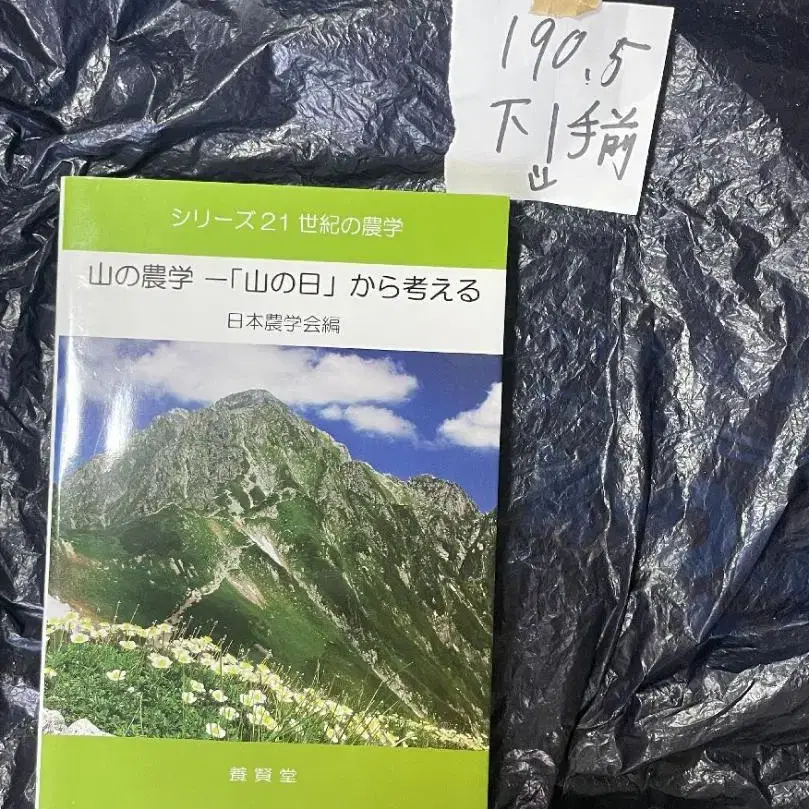 190.5
下|手前
山
シリーズ21世紀の農学
山の農学 ー「山の日」から考える
日本農学会編
養賢堂